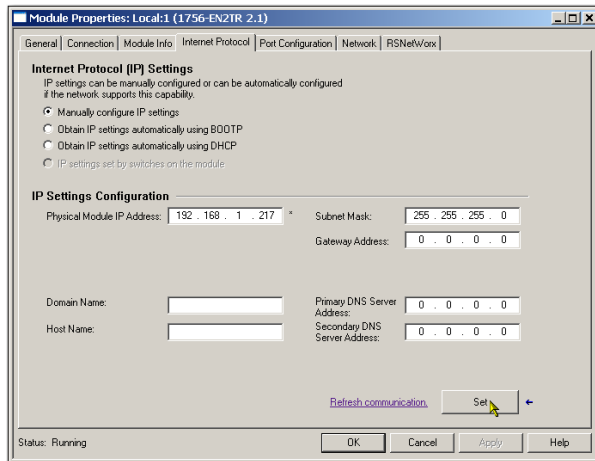 Module Properties: Local:1 (1756-EN2TR 2.1)
General Connection Module Info Internet Protocol Port Configuration Network RSNetWorx
Internet Protocol (IP) Settings
IP settings can be manually configured or can be automatically configured
if the network supports this capability.
Manually configure IP settings
Obtain IP settings automatically using BOOTP
Obtain IP settings automatically using DHCP
IP settings set by switches on the module
IP Settings Configuration
Physical Module IP Address: 192 . 168 . 1 . 217 * Subnet Mask: 255 . 255 . 255 . 0
Gateway Address: 0 . 0 . 0 . 0
Domain Name: Primary DNS Server
Address: 0 . 0 . 0 . 0
Host Name: Secondary DNS
Server Address: 0 . 0 . 0 . 0
Refresh communication. Set ←
Status: Running OK Cancel Apply Help